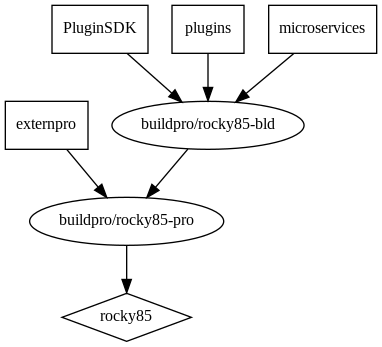 PluginSDK
plugins
microservices
externpro
buildpro/rocky85-bld
buildpro/rocky85-pro
rocky85